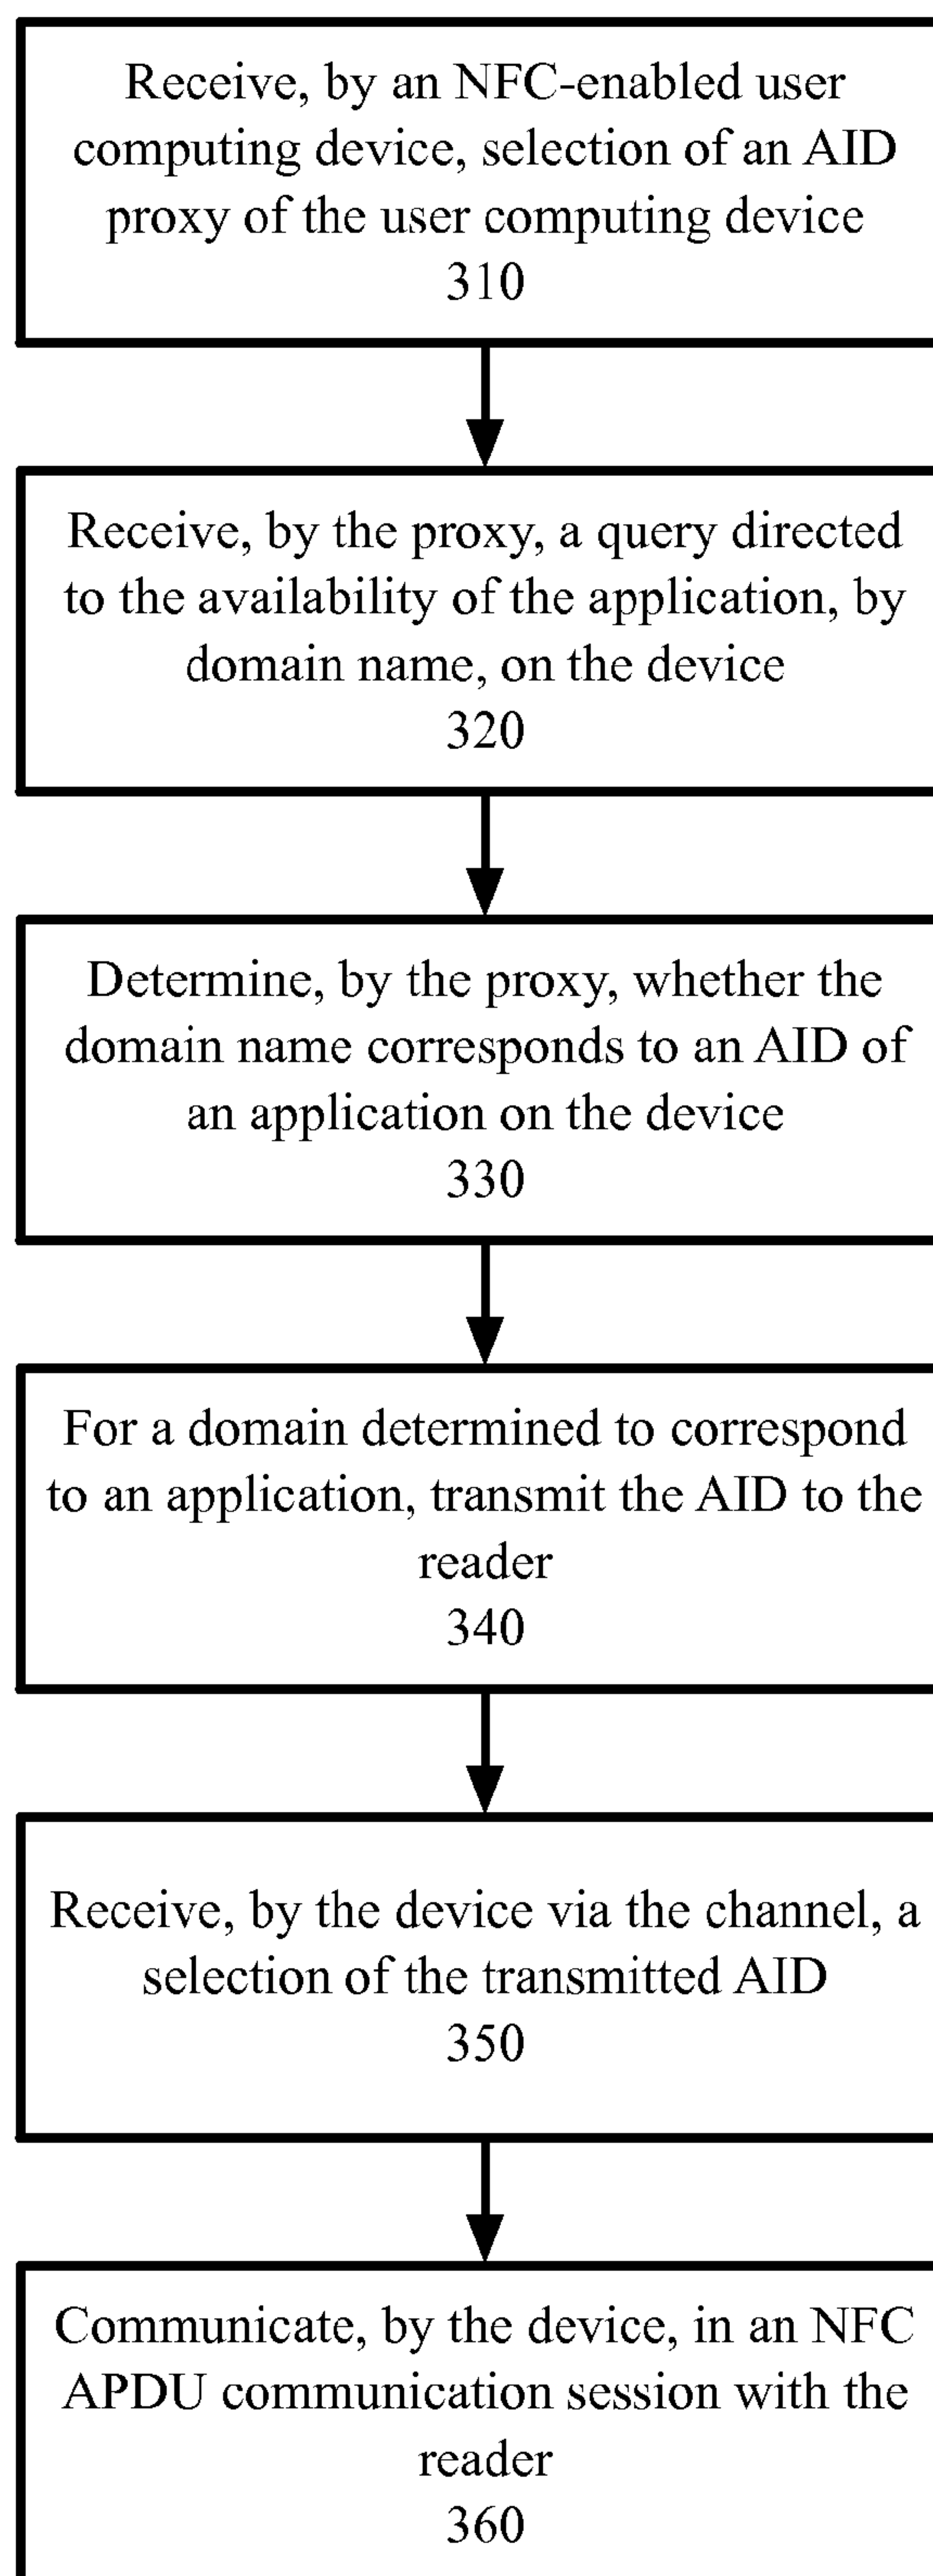 Receive, by an NFC-enabled user
computing device, selection of an AID
proxy of the user computing device
310
Receive, by the proxy, a query directed
to the availability of the application, by
domain name, on the device
320
Determine, by the proxy, whether the
domain name corresponds to an AID of
an application on the device
330
For a domain determined to correspond
to an application, transmit the AID to the
reader
340
Receive, by the device via the channel, a
selection of the transmitted AID
350
Communicate, by the device, in an NFC
APDU communication session with the
reader
360